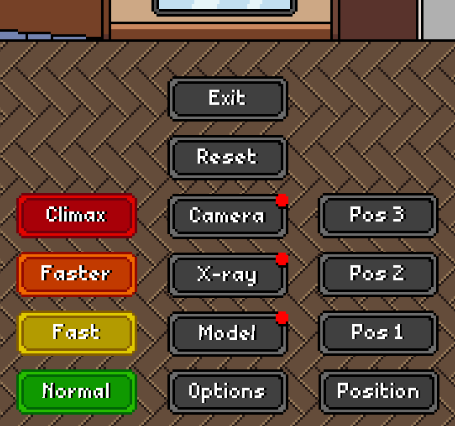 Exit
Reset
Climax
Camera
Pos 3
Faster
X-ray
Pos 2
Fast
Model
Pos 1
Normal
Options
Position